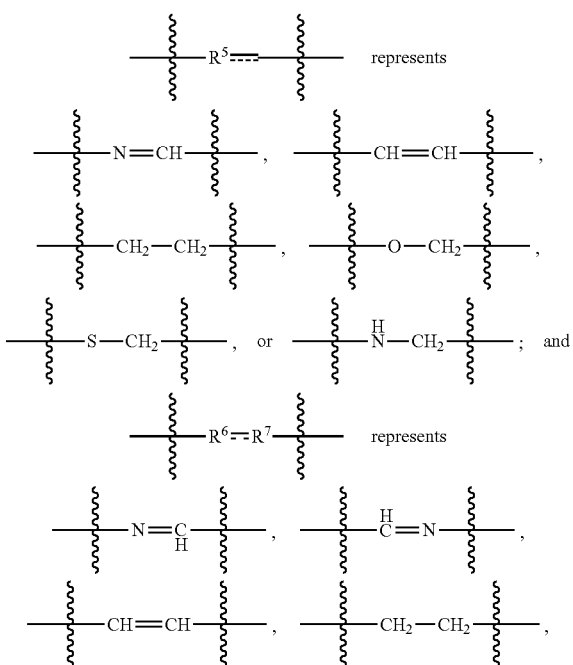 R⁵ represents
N=CH , CH=CH ,
CH₂—CH₂ , O—CH₂ ,
S—CH₂ , or N H—CH₂ ; and
R⁶=R⁷ represents
N=C H , H C=N ,
CH=CH , CH₂—CH₂ ,